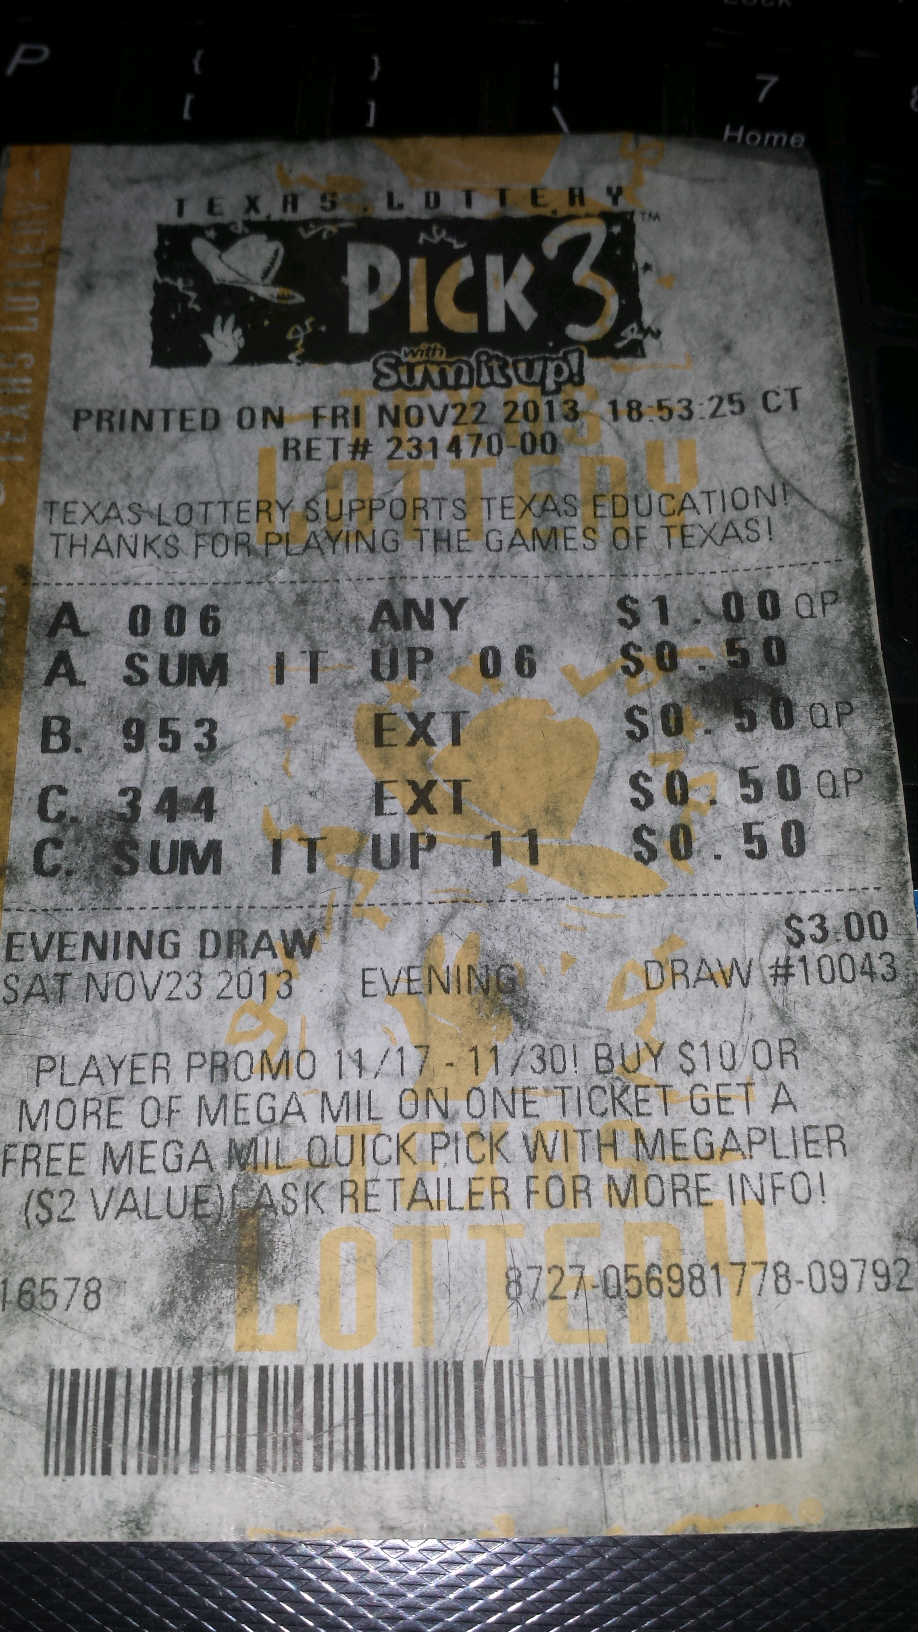 Lock
P { [ } ] | \ 7 Home
TEXAS LOTTERY
PICK 3 ™
with
Sum it up!
PRINTED ON FRI NOV22 2013 18:53:25 CT
RET# 231470-00
TEXAS LOTTERY SUPPORTS TEXAS EDUCATION!
THANKS FOR PLAYING THE GAMES OF TEXAS!
A. 006 ANY $1.00 QP
A. SUM IT UP 06 $0.50
B. 953 EXT $0.50 QP
C. 344 EXT $0.50 QP
C. SUM IT UP 11 $0.50
EVENING DRAW $3.00
SAT NOV23 2013 EVENING DRAW #10043
PLAYER PROMO 11/17 - 11/30! BUY $10 OR
MORE OF MEGA MIL ON ONE TICKET GET A
FREE MEGA MIL QUICK PICK WITH MEGAPLIER
($2 VALUE)! ASK RETAILER FOR MORE INFO!
16578 8727-056981778-09792
TEXAS
LOTTERY
TEXAS
LOTTERY
TEXAS LOTTERY